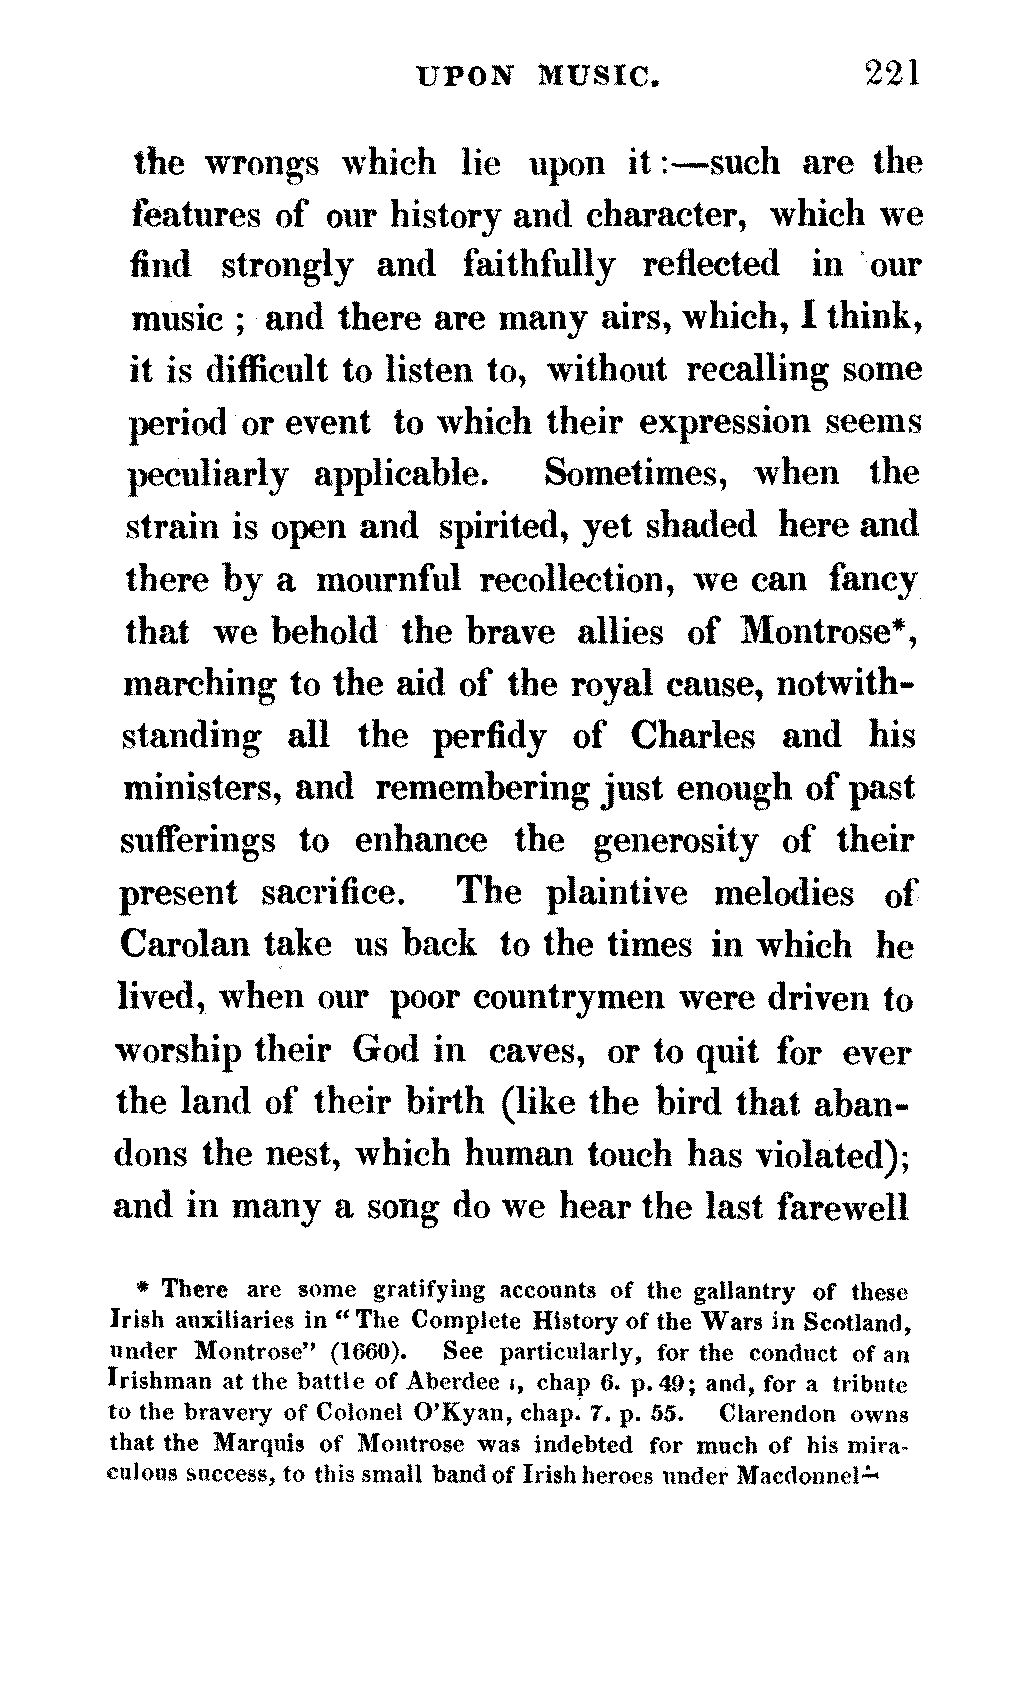 UPON MUSIC. 221
the wrongs which lie upon it :—such are the
features of our history and character, which we
find strongly and faithfully reflected in our
music ; and there are many airs, which, I think,
it is difficult to listen to, without recalling some
period or event to which their expression seems
peculiarly applicable. Sometimes, when the
strain is open and spirited, yet shaded here and
there by a mournful recollection, we can fancy
that we behold the brave allies of Montrose*,
marching to the aid of the royal cause, notwith-
standing all the perfidy of Charles and his
ministers, and remembering just enough of past
sufferings to enhance the generosity of their
present sacrifice. The plaintive melodies of
Carolan take us back to the times in which he
lived, when our poor countrymen were driven to
worship their God in caves, or to quit for ever
the land of their birth (like the bird that aban-
dons the nest, which human touch has violated);
and in many a song do we hear the last farewell
* There are some gratifying accounts of the gallantry of these
Irish auxiliaries in “The Complete History of the Wars in Scotland,
under Montrose” (1660). See particularly, for the conduct of an
Irishman at the battle of Aberdee , chap 6. p. 49; and, for a tribute
to the bravery of Colonel O'Kyan, chap. 7. p. 55. Clarendon owns
that the Marquis of Montrose was indebted for much of his mira-
culous success, to this small band of Irish heroes under Macdonnel